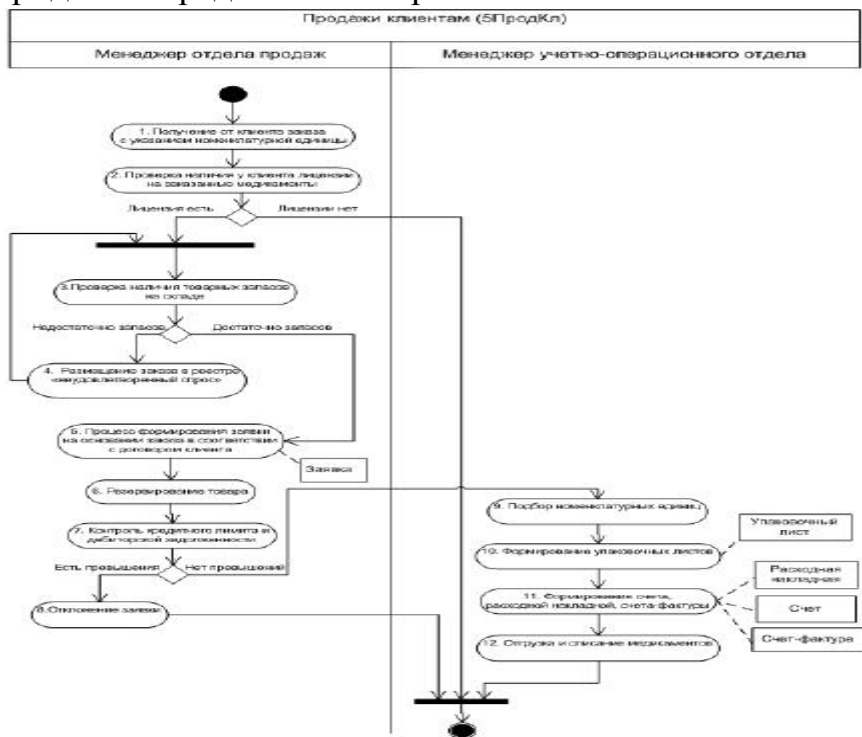 Продажи клиентам (5ПродКл)
Менеджер отдела продаж
Менеджер учетно-операционного отдела
1. Получение от клиента заказа
с указанием номенклатурной единицы
2. Проверка наличия у клиента лицензии
на заказанные медикаменты
Лицензия есть
Лицензии нет
3.Проверка наличия товарных запасов
на складе
Недостаточно запасов
Достаточно запасов
4. Размещение заказа в реестре
«неудовлетворенный спрос»
5. Процесс формирования заявки
на основании заказа в соответствии
с договором клиента
Заявка
6. Резервирование товара
7. Контроль кредитного лимита и
дебиторской задолженности
Есть превышения
Нет превышений
8.Отклонение заявки
9. Подбор номенклатурных единиц
10. Формирование упаковочных листов
Упаковочный
лист
11. Формирование счета,
расходной накладной, счета-фактуры
Расходная
накладная
Счет
Счет-фактура
12. Отгрузка и списание медикаментов